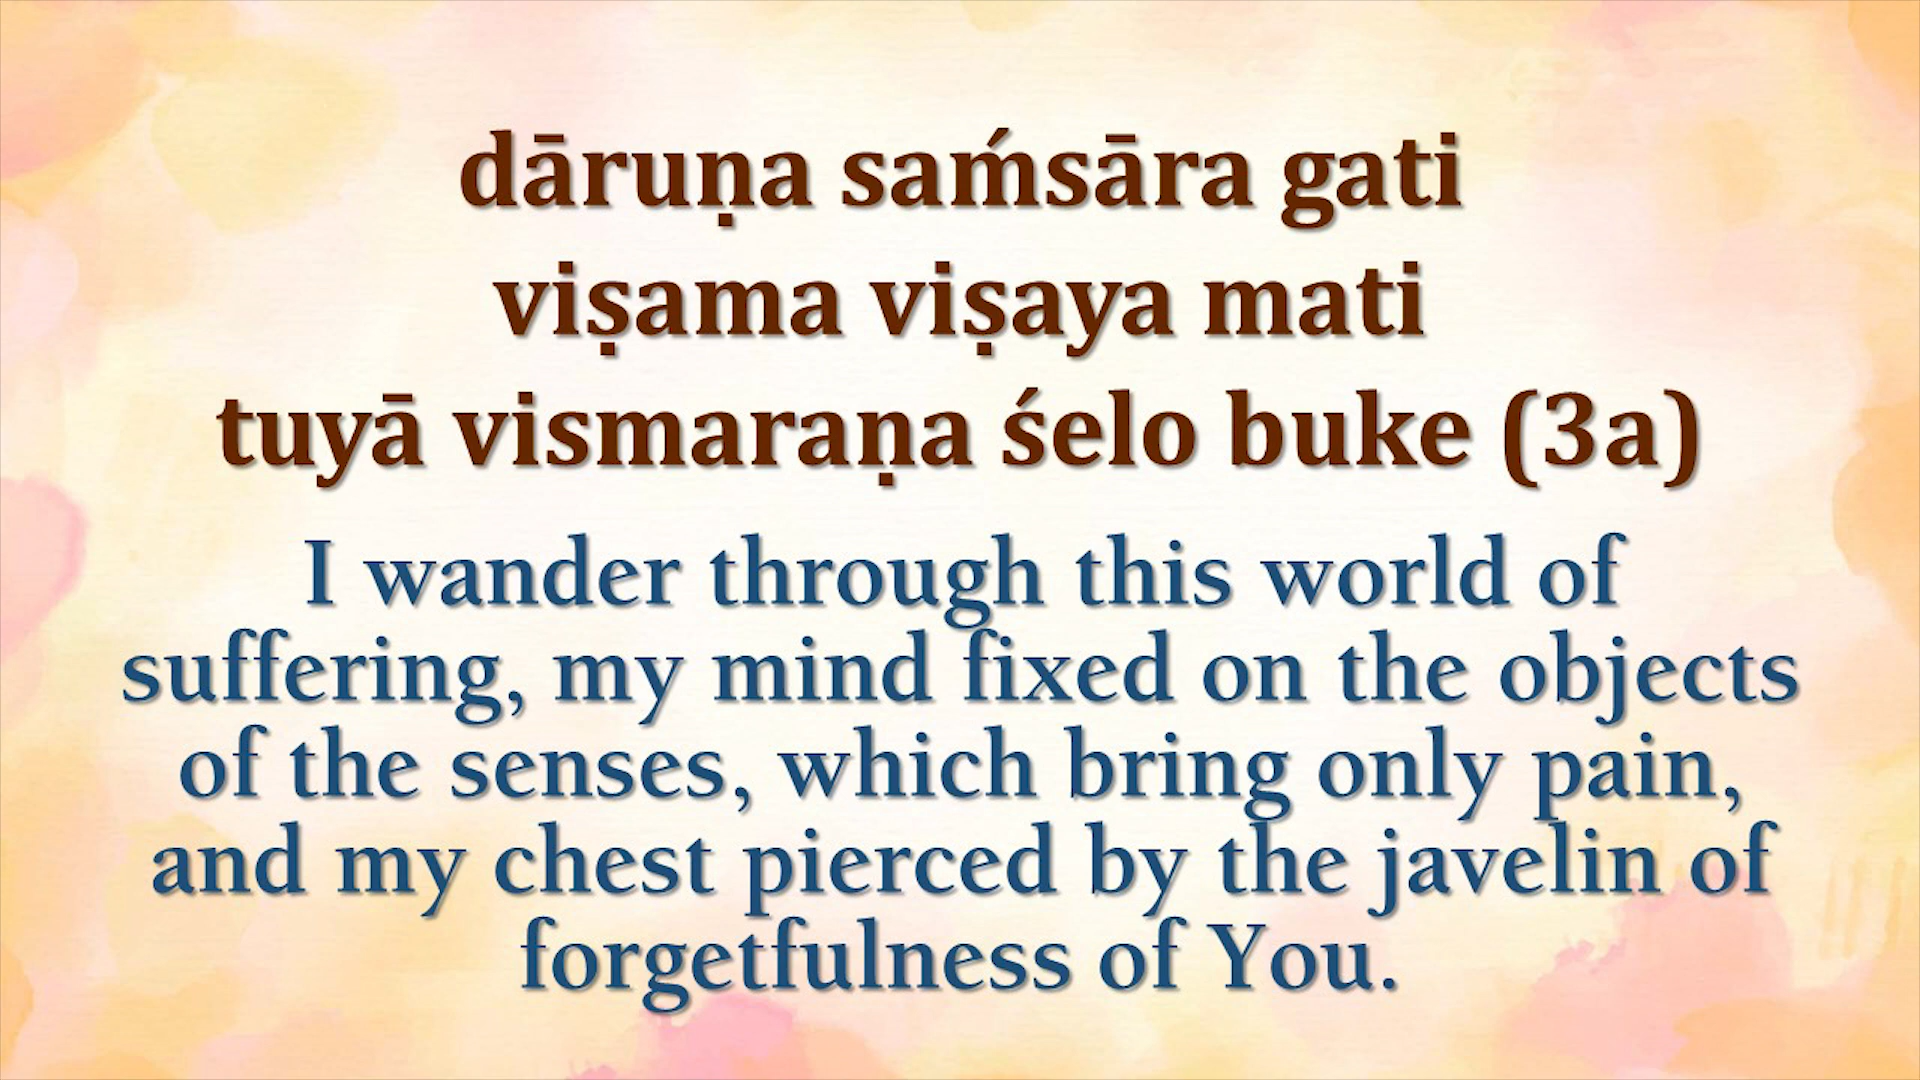 dāruṇa saḿsāra gati
viṣama viṣaya mati
tuyā vismaraṇa śelo buke (3a)
I wander through this world of
suffering, my mind fixed on the objects
of the senses, which bring only pain,
and my chest pierced by the javelin of
forgetfulness of You.